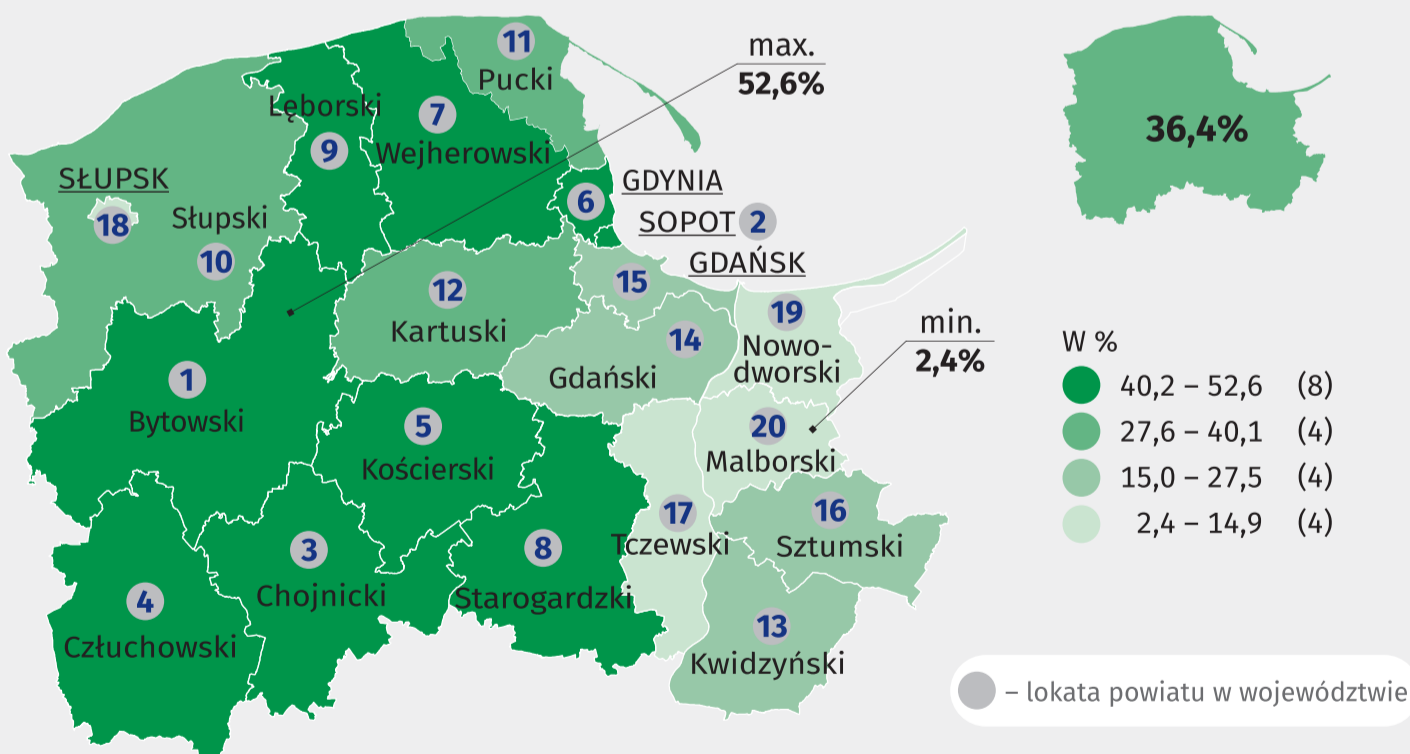 11
Pucki
max.
52,6%
36,4%
Lęborski
9
7
Wejherowski
SŁUPSK
18
Słupski
10
6
GDYNIA
SOPOT 2
GDAŃSK
15
12
Kartuski
14
Gdański
19
Nowo-
dworski
min.
2,4%
1
Bytowski
5
Kościerski
20
Malborski
17
Tczewski
16
Sztumski
3
Chojnicki
8
Starogardzki
4
Człuchowski
13
Kwidzyński
W %
40,2 – 52,6 (8)
27,6 – 40,1 (4)
15,0 – 27,5 (4)
2,4 – 14,9 (4)
– lokata powiatu w województwie